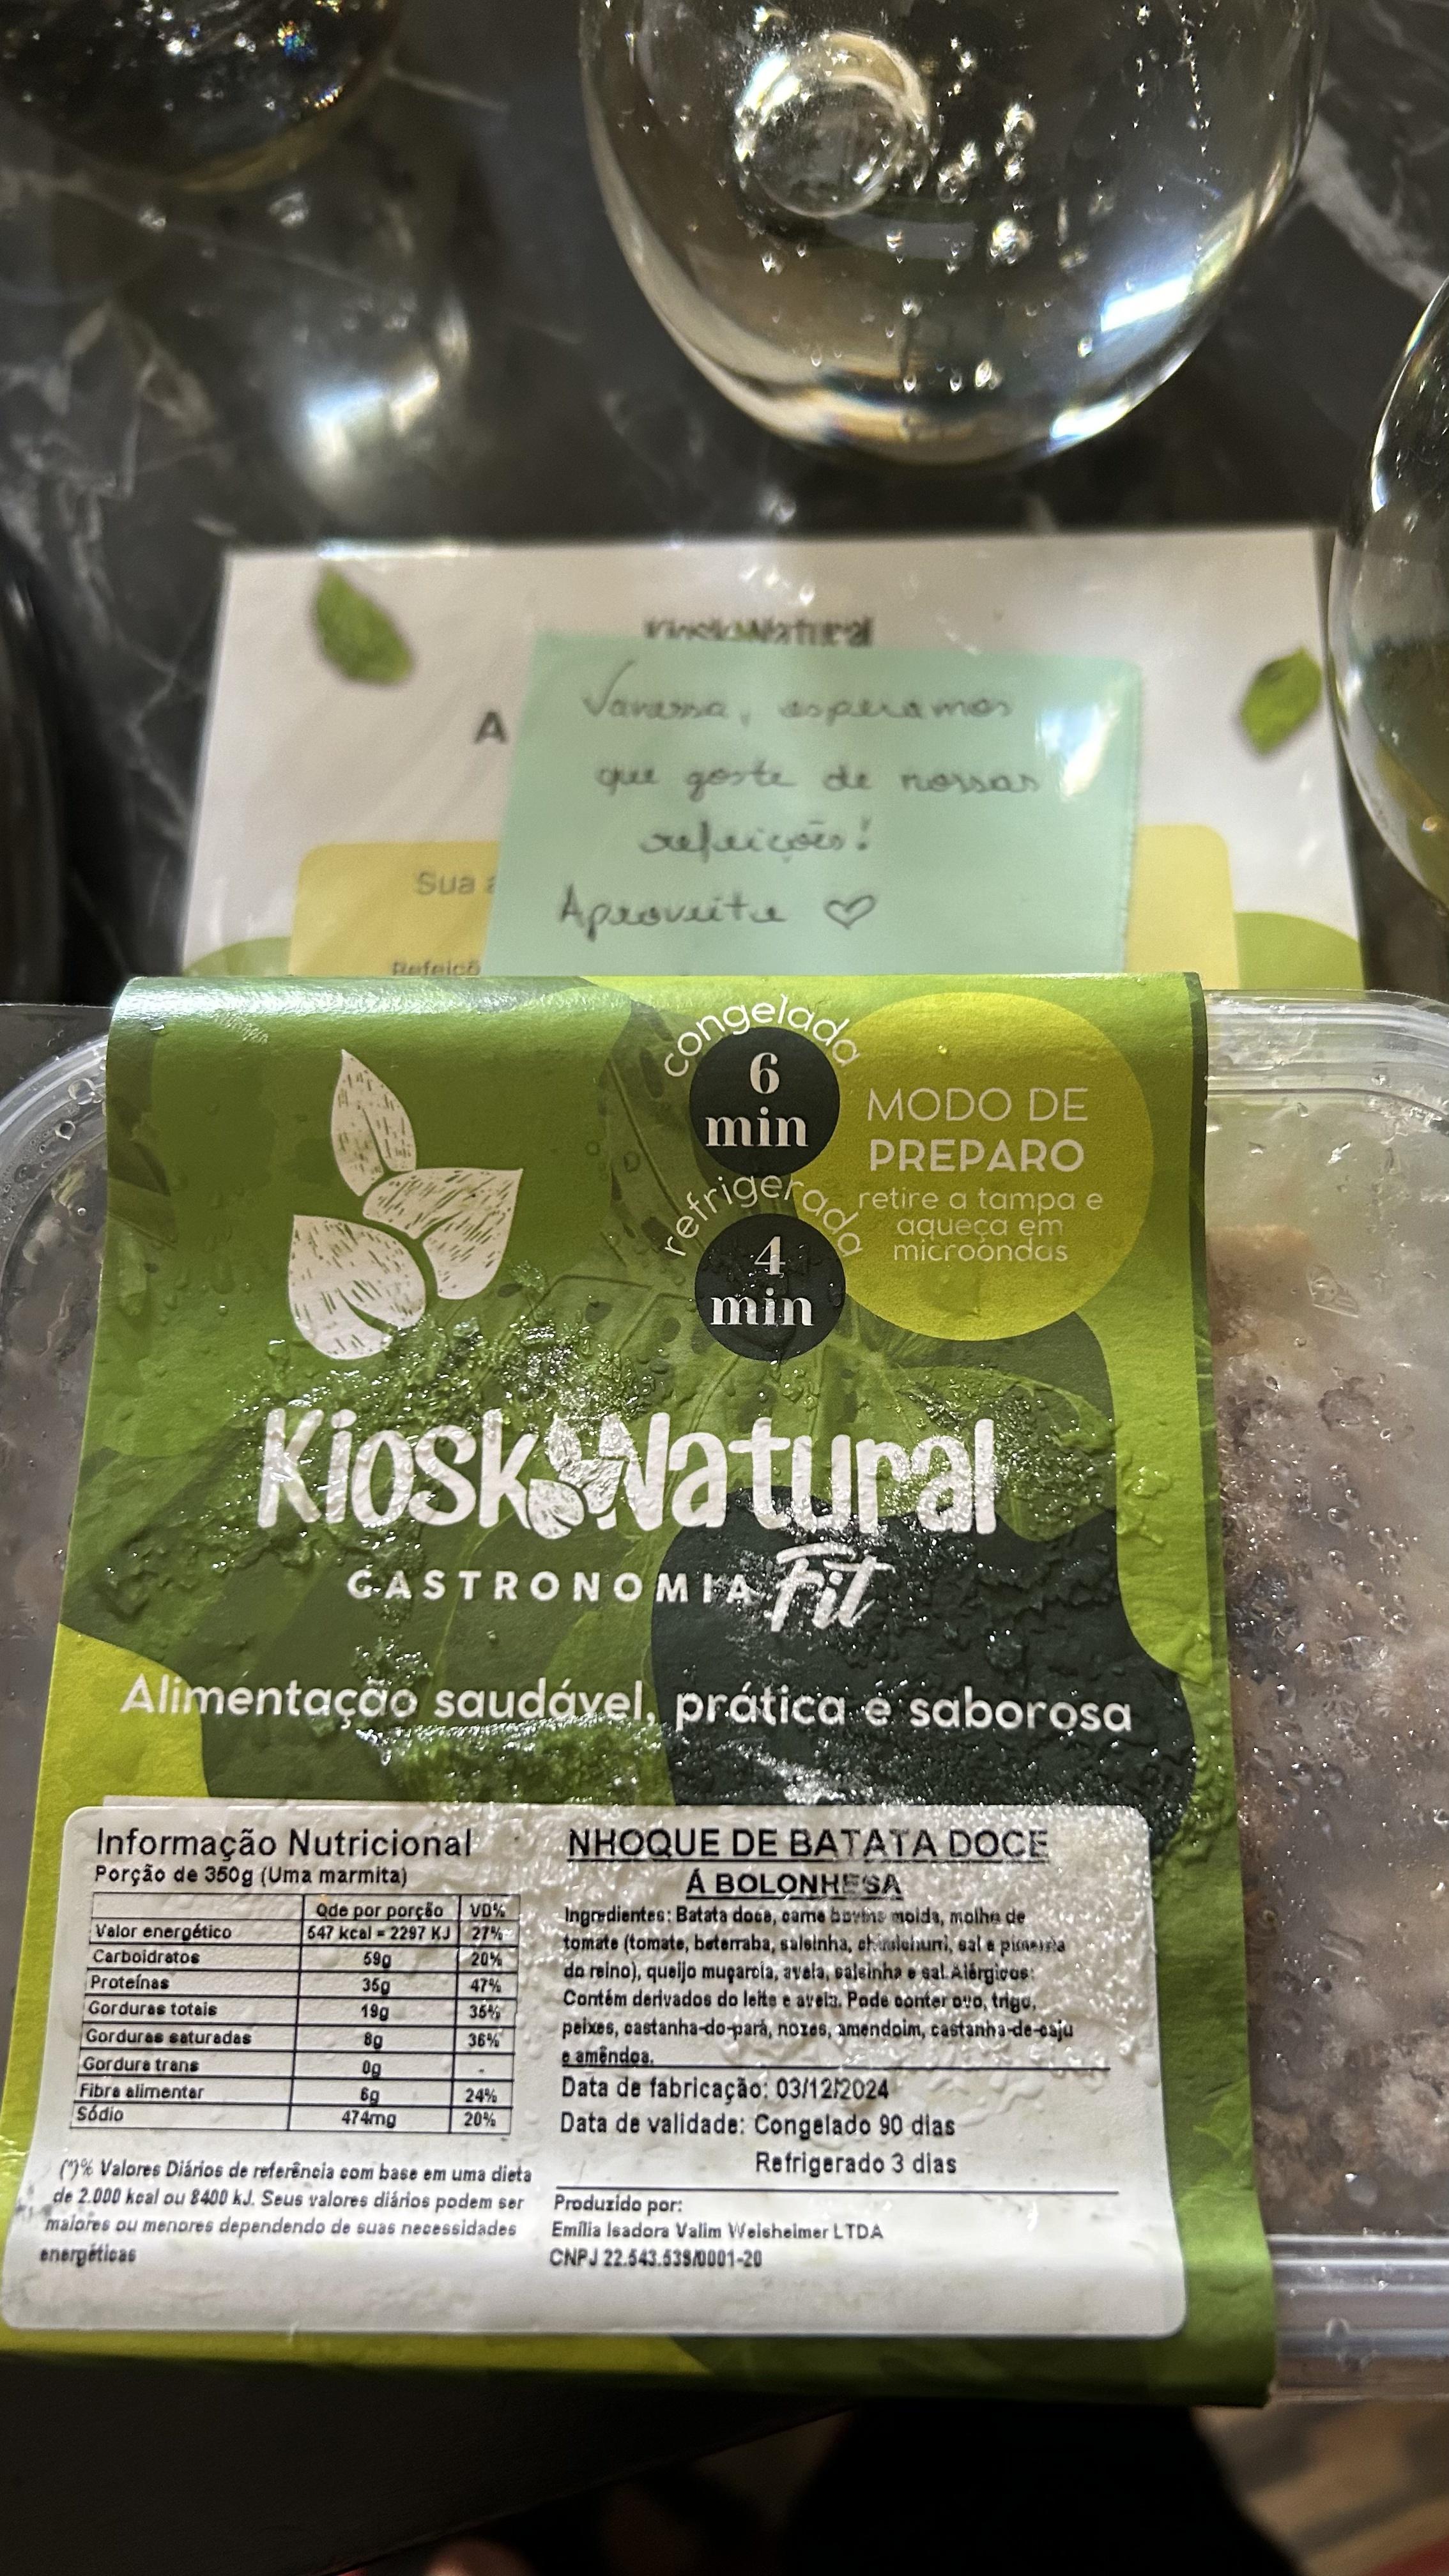 Kiosk Natural
Vanessa, esperamos
que goste de nossas
refeições!
Aproveite ♡
A
Sua a
Refeiçõ
congelada
6
min
refrigerada
4
min
MODO DE
PREPARO
retire a tampa e
aqueça em
microondas
Kiosk Natural
GASTRONOMIA Fit
Alimentação saudável, prática e saborosa
Informação Nutricional
Porção de 350g (Uma marmita)
Qde por porção VD%
Valor energético 547 kcal = 2297 KJ 27%
Carboidratos 59g 20%
Proteínas 35g 47%
Gorduras totais 19g 35%
Gorduras saturadas 8g 36%
Gordura trans 0g -
Fibra alimentar 6g 24%
Sódio 474mg 20%
(*)% Valores Diários de referência com base em uma dieta
de 2.000 kcal ou 8400 kJ. Seus valores diários podem ser
maiores ou menores dependendo de suas necessidades
energéticas
NHOQUE DE BATATA DOCE
Á BOLONHESA
Ingredientes: Batata doce, carne bovina moida, molho de
tomate (tomate, beterraba, salsinha, chimichurri, sal e pimenta
do reino), queijo muçarela, aveia, salsinha e sal. Alérgicos:
Contém derivados do leite e aveia. Pode conter ovo, trigo,
peixes, castanha-do-pará, nozes, amendoim, castanha-de-caju
e amêndoa.
Data de fabricação: 03/12/2024
Data de validade: Congelado 90 dias
Refrigerado 3 dias
Produzido por:
Emília Isadora Valim Weisheimer LTDA
CNPJ 22.543.539/0001-20